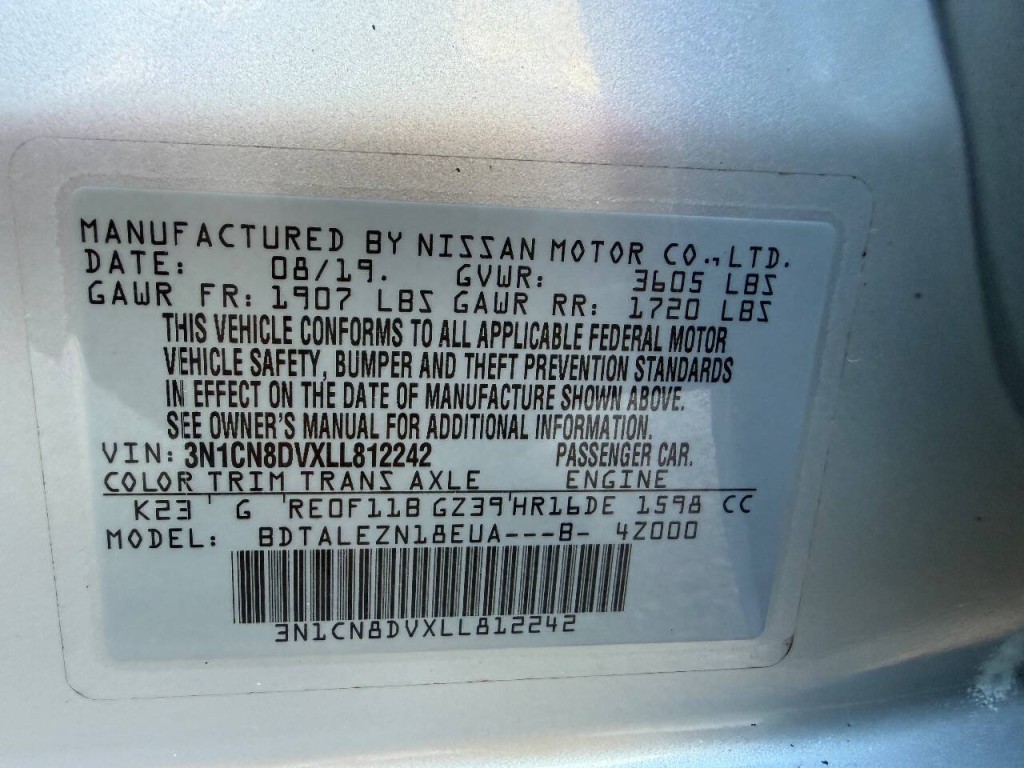 MANUFACTURED BY NISSAN MOTOR CO.,LTD.
DATE: 08/19. GVWR: 3605 LBS
GAWR FR: 1907 LBS GAWR RR: 1720 LBS
THIS VEHICLE CONFORMS TO ALL APPLICABLE FEDERAL MOTOR
VEHICLE SAFETY, BUMPER AND THEFT PREVENTION STANDARDS
IN EFFECT ON THE DATE OF MANUFACTURE SHOWN ABOVE.
SEE OWNER'S MANUAL FOR ADDITIONAL INFORMATION.
VIN: 3N1CN8DVXLL812242 PASSENGER CAR.
COLOR TRIM TRANS AXLE ENGINE
K23 G RE0F11B GZ39 HR16DE 1598 CC
MODEL: BDTALEZN18EUA---B- 4Z000
3N1CN8DVXLL812242